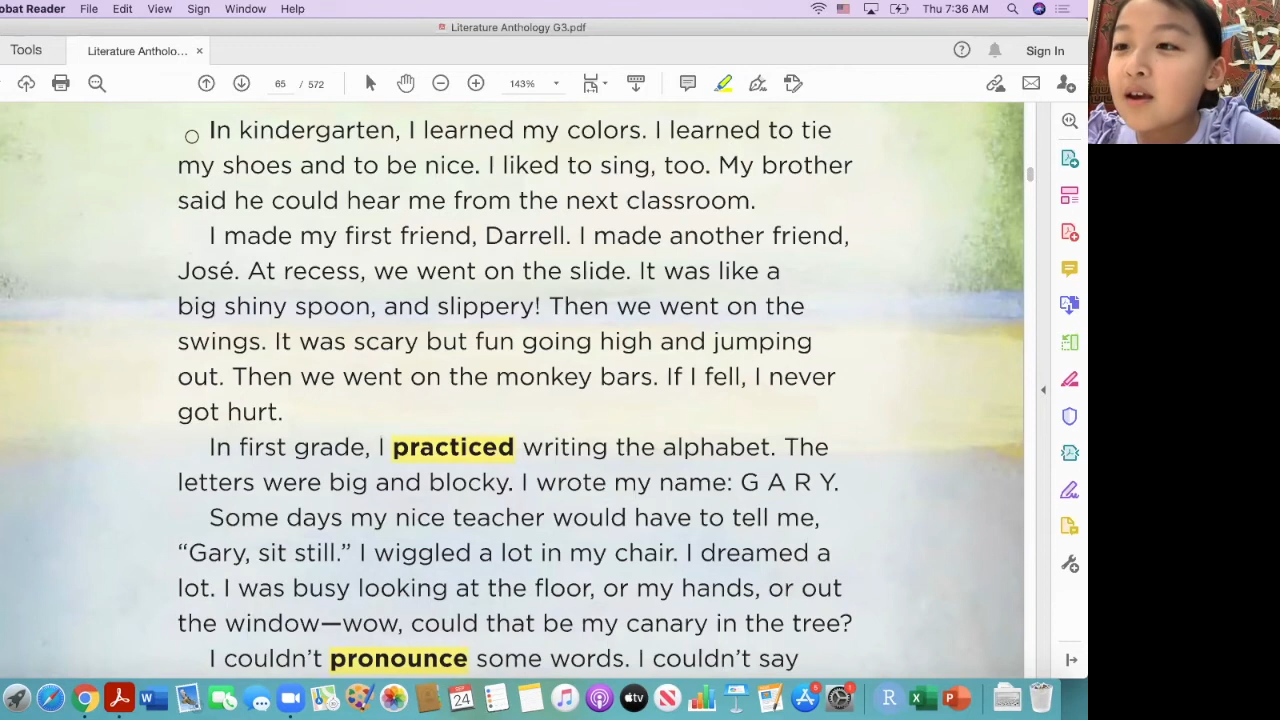 obat Reader File Edit View Sign Window Help Thu 7:36 AM
Literature Anthology G3.pdf
Tools Literature Antholo... × Sign In
65 / 572 143%
In kindergarten, I learned my colors. I learned to tie
my shoes and to be nice. I liked to sing, too. My brother
said he could hear me from the next classroom.
I made my first friend, Darrell. I made another friend,
José. At recess, we went on the slide. It was like a
big shiny spoon, and slippery! Then we went on the
swings. It was scary but fun going high and jumping
out. Then we went on the monkey bars. If I fell, I never
got hurt.
In first grade, I practiced writing the alphabet. The
letters were big and blocky. I wrote my name: G A R Y.
Some days my nice teacher would have to tell me,
“Gary, sit still.” I wiggled a lot in my chair. I dreamed a
lot. I was busy looking at the floor, or my hands, or out
the window—wow, could that be my canary in the tree?
I couldn’t pronounce some words. I couldn’t say